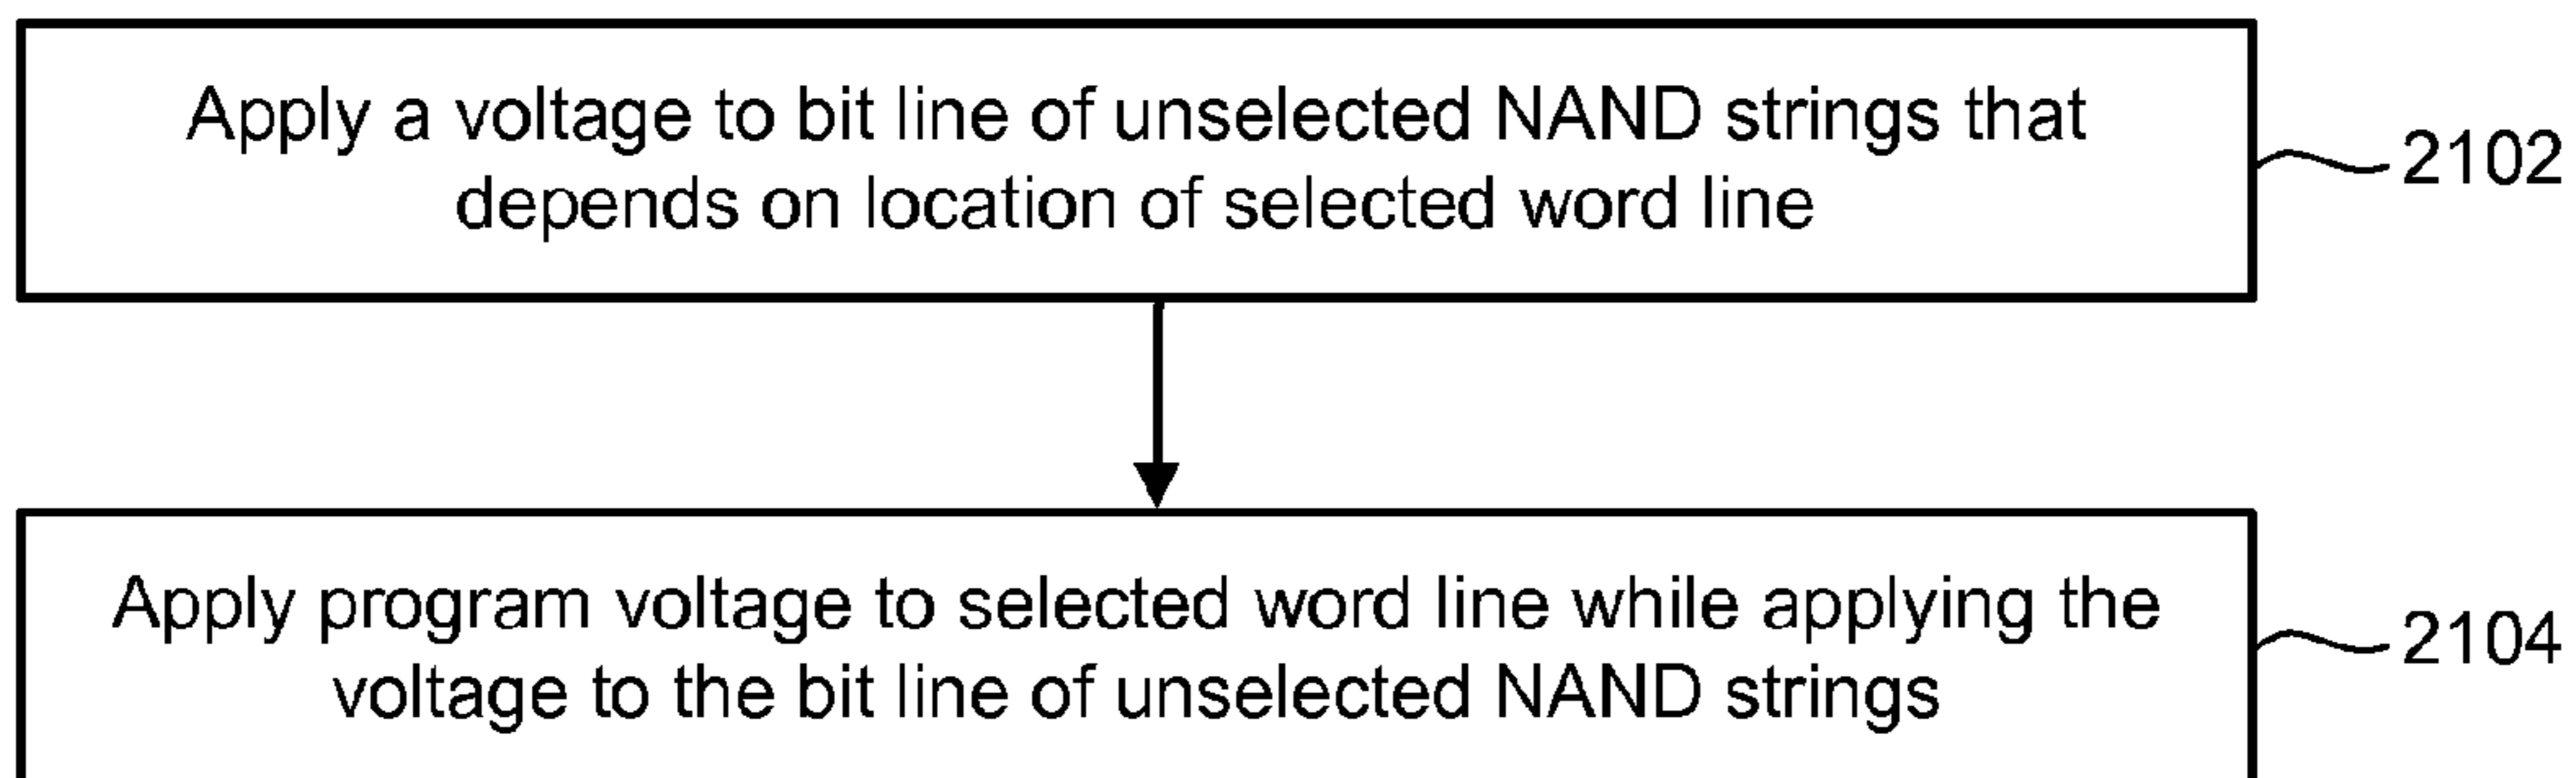 Apply a voltage to bit line of unselected NAND strings that
depends on location of selected word line
2102
Apply program voltage to selected word line while applying the
voltage to the bit line of unselected NAND strings
2104